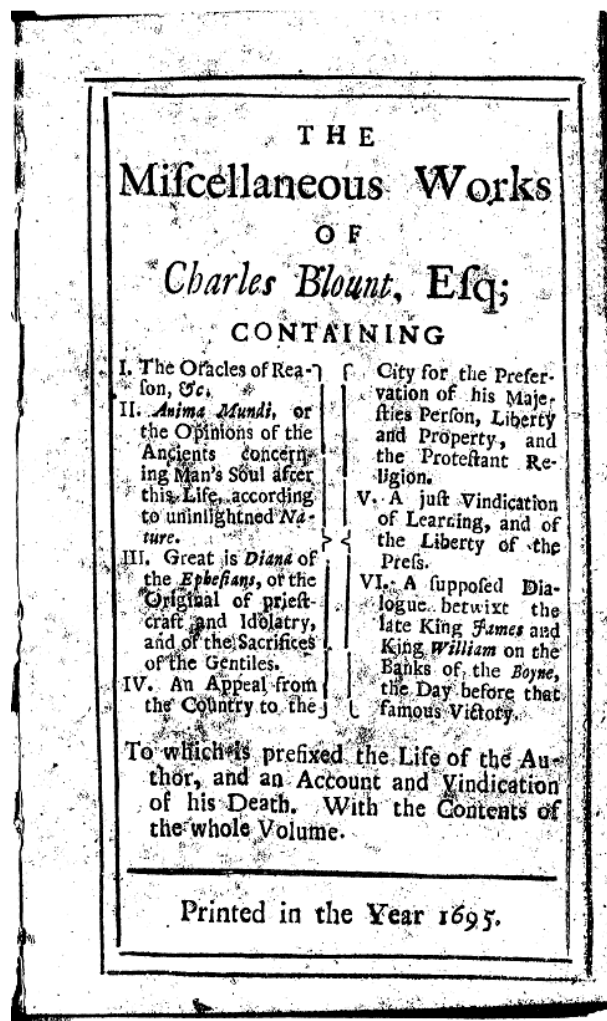 THE
Miſcellaneous Works
OF
Charles Blount, Eſq;
CONTAINING
I. The Oracles of Rea-
ſon, &c.
II. Anima Mundi, or
the Opinions of the
Ancients concern-
ing Man's Soul after
this Life, according
to uninlightned Na-
ture.
III. Great is Diana of
the Epheſians, or the
Original of prieſt-
craft and Idolatry,
and of the Sacrifices
of the Gentiles.
IV. An Appeal from
the Country to the
City for the Preſer-
vation of his Maje-
ſties Perſon, Liberty
and Property, and
the Proteſtant Re-
ligion.
V. A juſt Vindication
of Learning, and of
the Liberty of the
Preſs.
VI. A ſuppoſed Dia-
logue betwixt the
late King James and
King William on the
Banks of the Boyne,
the Day before that
famous Victory.
To which is prefixed the Life of the Au-
thor, and an Account and Vindication
of his Death. With the Contents of
the whole Volume.
Printed in the Year 1695.